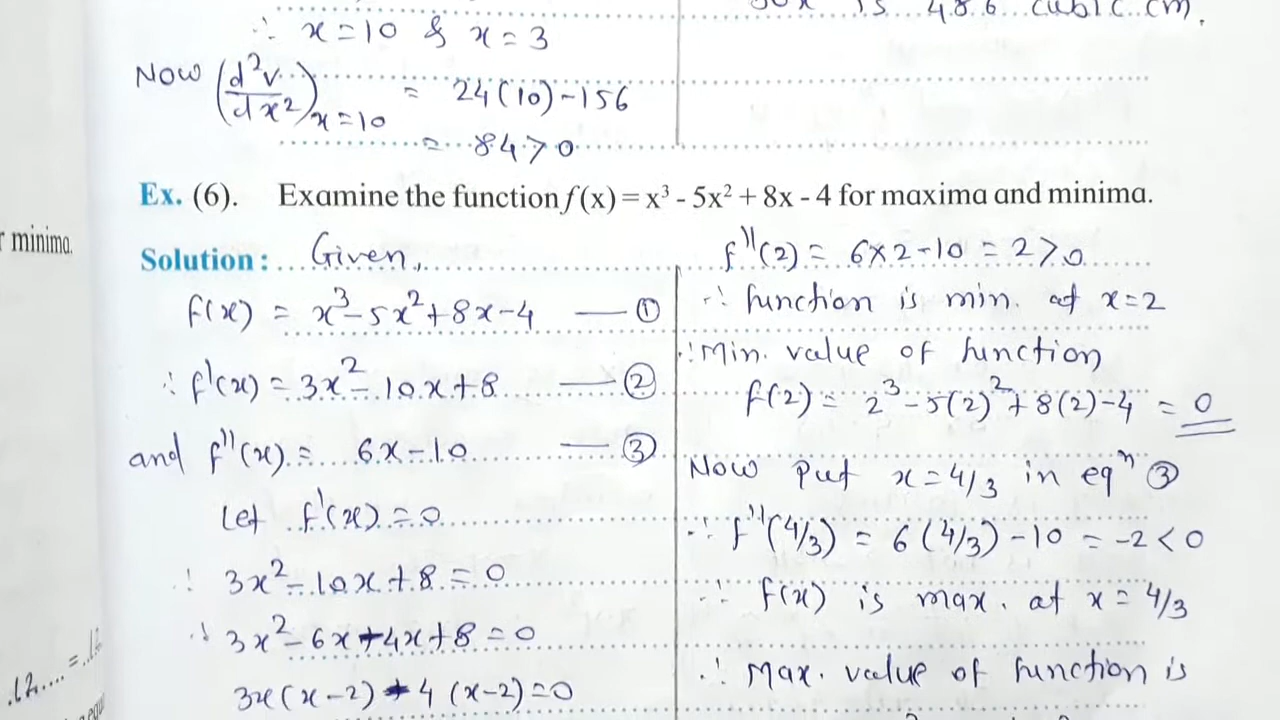 ∴ x = 10 & x = 3
Now (d²v/dx²)x=10 = 24(10) - 156
= 84 > 0
is 486 cubic cm.
r minima.
Ex. (6). Examine the function f(x) = x³ - 5x² + 8x - 4 for maxima and minima.
Solution : Given,
f(x) = x³ - 5x² + 8x - 4 — ①
∴ f'(x) = 3x² - 10x + 8 — ②
and f''(x) = 6x - 10 — ③
Let f'(x) = 0
∴ 3x² - 10x + 8 = 0
∴ 3x² - 6x - 4x + 8 = 0
3x(x-2) - 4(x-2) = 0
f''(2) = 6×2-10 = 2 > 0
∴ function is min. at x=2
∴ Min. value of function
f(2) = 2³ - 5(2)² + 8(2) - 4 = 0
Now put x = 4/3 in eqⁿ ③
∴ f''(4/3) = 6(4/3) - 10 = -2 < 0
∴ f(x) is max. at x = 4/3
∴ Max. value of function is